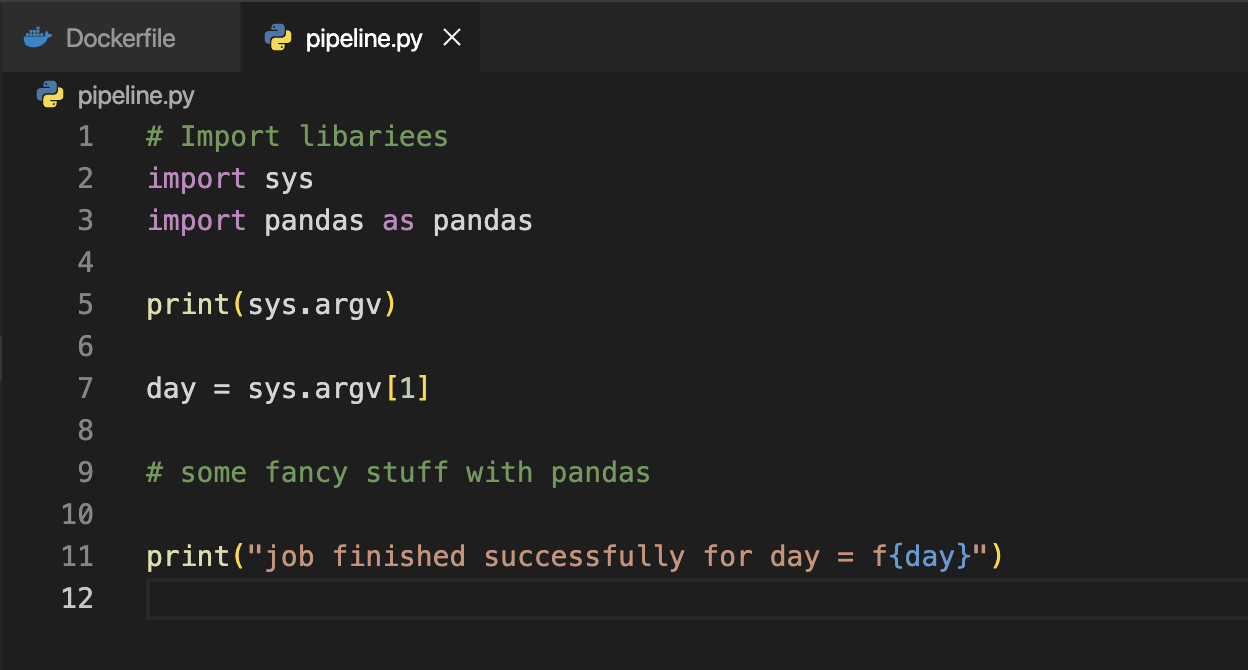 Dockerfile
pipeline.py
pipeline.py
1 # Import libariees
2 import sys
3 import pandas as pandas
4
5 print(sys.argv)
6
7 day = sys.argv[1]
8
9 # some fancy stuff with pandas
10
11 print("job finished successfully for day = f{day}")
12